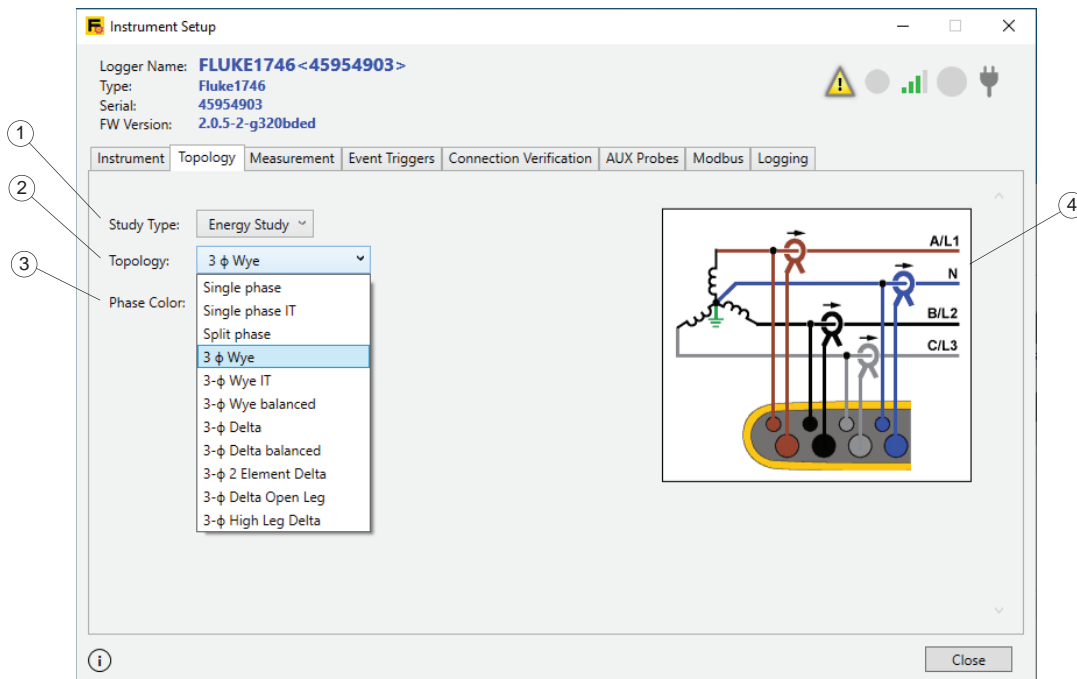 Instrument Setup
Logger Name: FLUKE1746<45954903>
Type: Fluke1746
Serial: 45954903
FW Version: 2.0.5-2-g320bded
1
Instrument Topology Measurement Event Triggers Connection Verification AUX Probes Modbus Logging
2
4
Study Type: Energy Study
3
Topology: 3 ϕ Wye
Phase Color:
Single phase
Single phase IT
Split phase
3 ϕ Wye
3-ϕ Wye IT
3-ϕ Wye balanced
3-ϕ Delta
3-ϕ Delta balanced
3-ϕ 2 Element Delta
3-ϕ Delta Open Leg
3-ϕ High Leg Delta
A/L1
N
B/L2
C/L3
Close